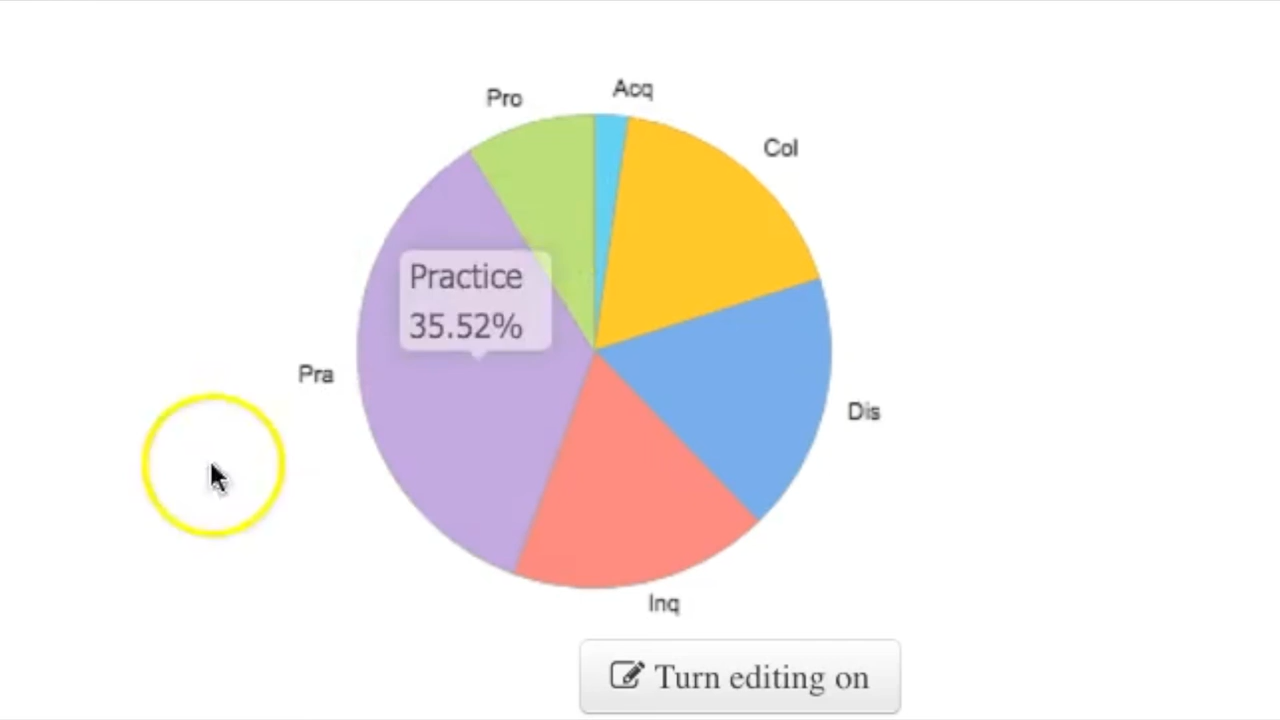 Acq
Pro
Col
Practice
35.52%
Pra
Dis
Inq
Turn editing on